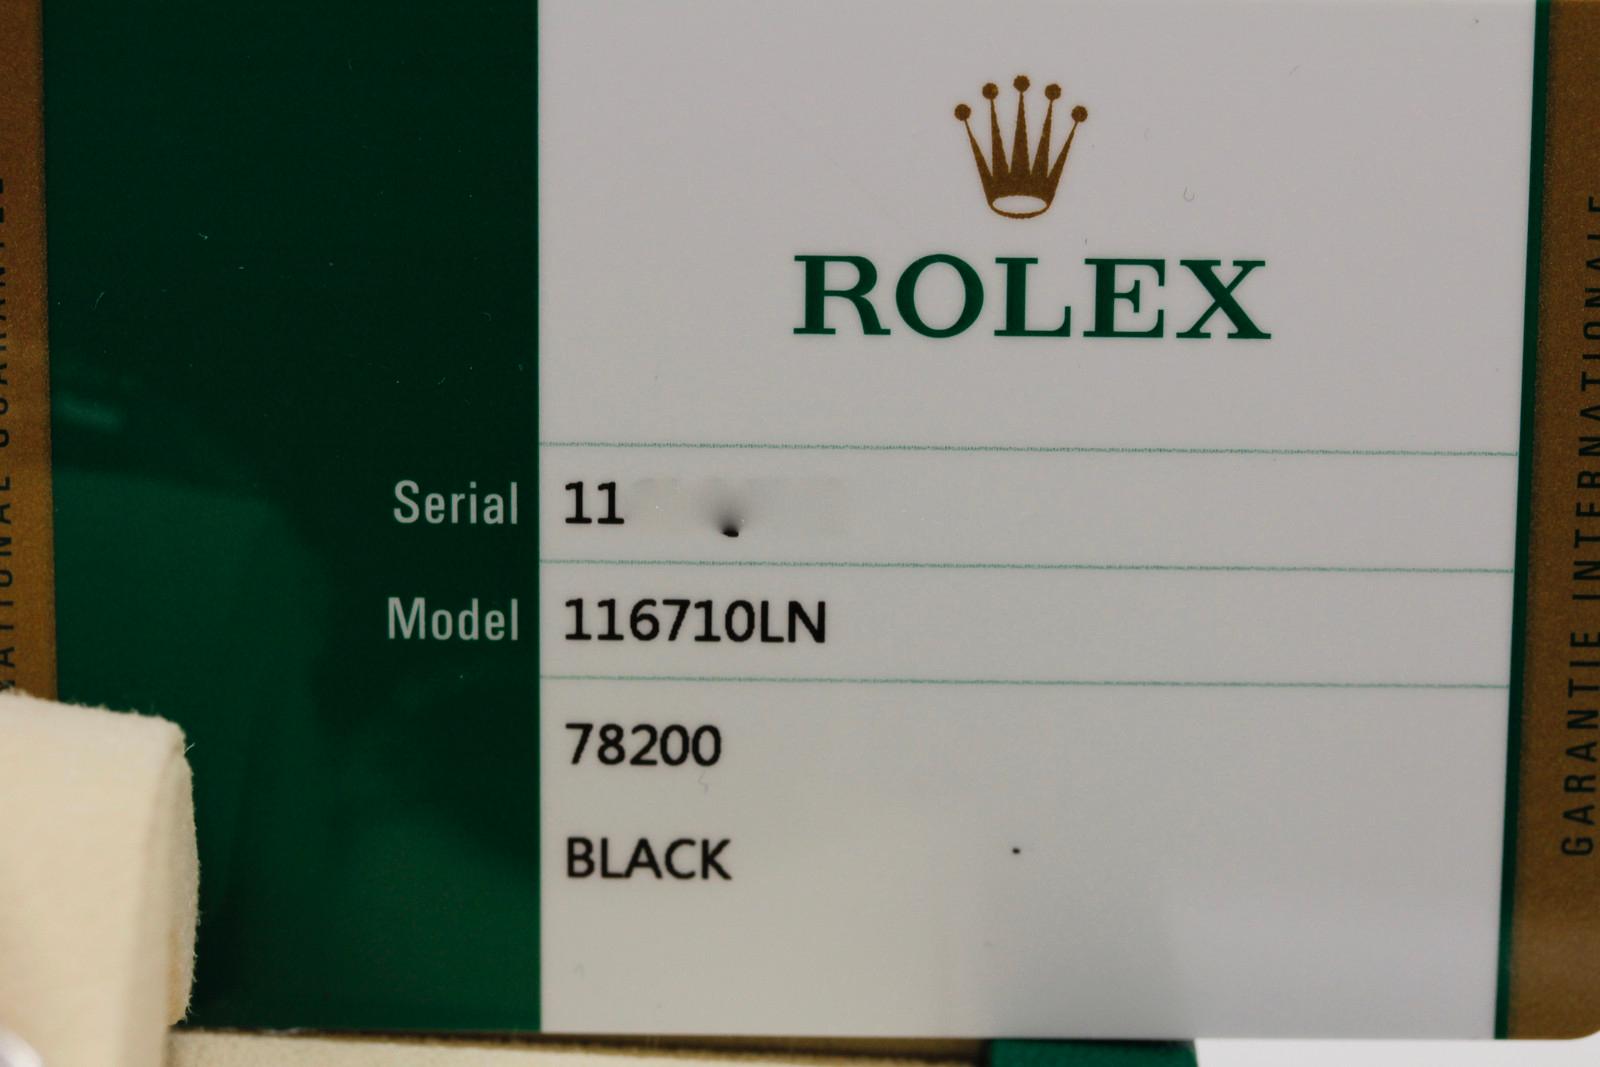 ROLEX
Serial 11
Model 116710LN
78200
BLACK
GARANTIE INTERNATIONALE